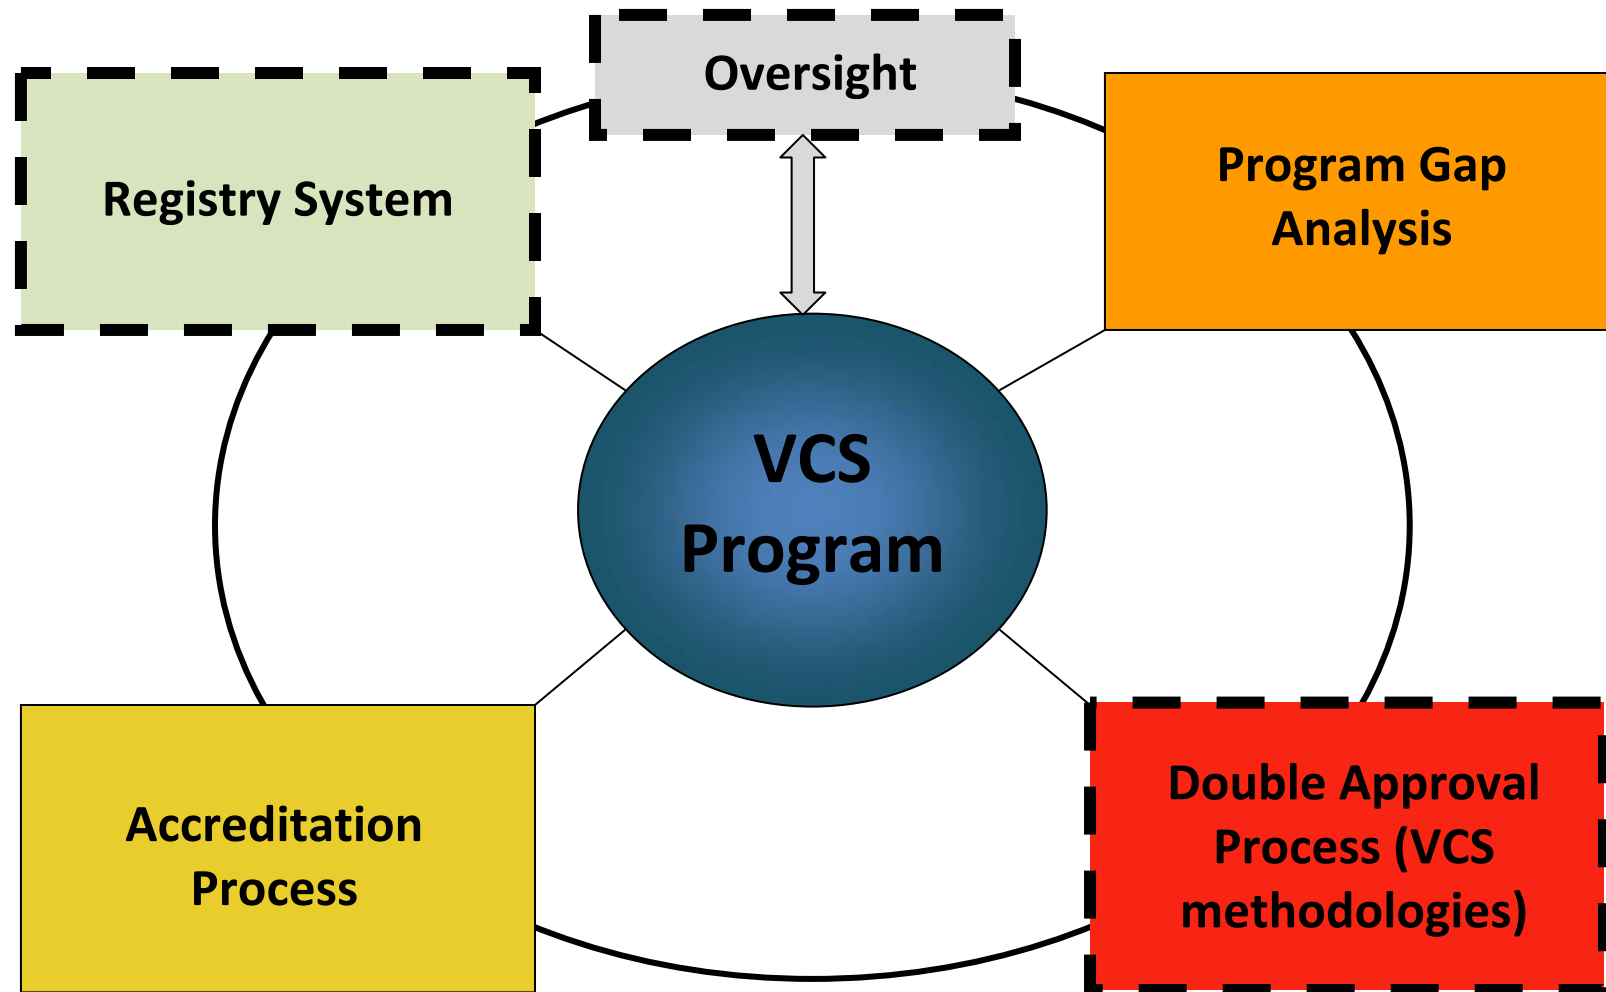 Oversight
Registry System
Program Gap
Analysis
VCS
Program
Accreditation
Process
Double Approval
Process (VCS
methodologies)